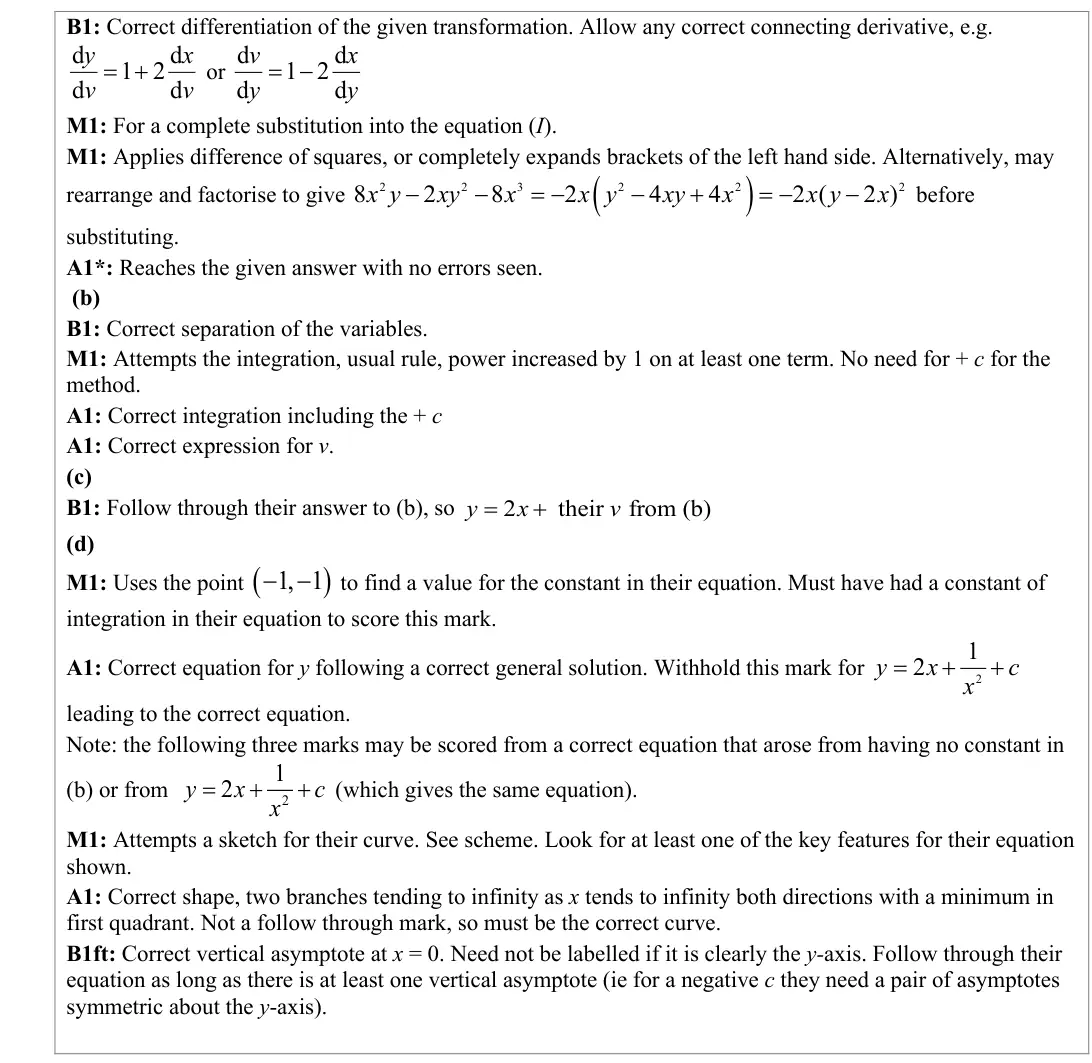 B1: Correct differentiation of the given transformation. Allow any correct connecting derivative, e.g.
dy/dv = 1 + 2 dx/dv or dv/dy = 1 − 2 dx/dy
M1: For a complete substitution into the equation (I).
M1: Applies difference of squares, or completely expands brackets of the left hand side. Alternatively, may
rearrange and factorise to give 8x²y − 2xy² − 8x³ = −2x(y² − 4xy + 4x²) = −2x(y − 2x)² before
substituting.
A1*: Reaches the given answer with no errors seen.
(b)
B1: Correct separation of the variables.
M1: Attempts the integration, usual rule, power increased by 1 on at least one term. No need for + c for the
method.
A1: Correct integration including the + c
A1: Correct expression for v.
(c)
B1: Follow through their answer to (b), so y = 2x + their v from (b)
(d)
M1: Uses the point (−1, −1) to find a value for the constant in their equation. Must have had a constant of
integration in their equation to score this mark.
A1: Correct equation for y following a correct general solution. Withhold this mark for y = 2x + 1/x² + c
leading to the correct equation.
Note: the following three marks may be scored from a correct equation that arose from having no constant in
(b) or from y = 2x + 1/x² + c (which gives the same equation).
M1: Attempts a sketch for their curve. See scheme. Look for at least one of the key features for their equation
shown.
A1: Correct shape, two branches tending to infinity as x tends to infinity both directions with a minimum in
first quadrant. Not a follow through mark, so must be the correct curve.
B1ft: Correct vertical asymptote at x = 0. Need not be labelled if it is clearly the y-axis. Follow through their
equation as long as there is at least one vertical asymptote (ie for a negative c they need a pair of asymptotes
symmetric about the y-axis).